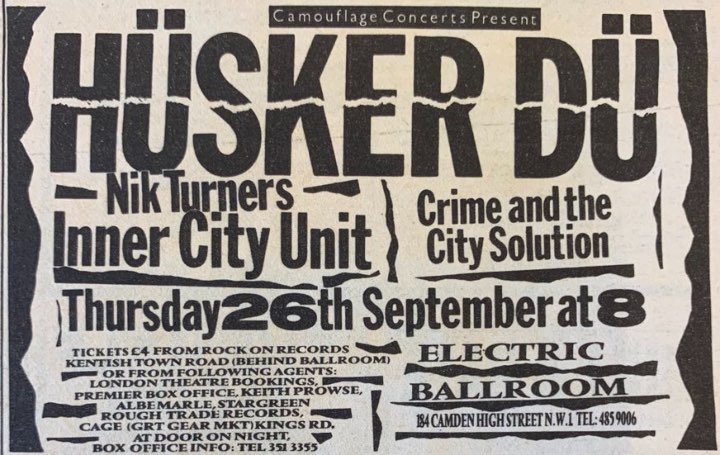 Camouflage Concerts Present
HÜSKER DÜ
Nik Turners
Inner City Unit
Crime and the
City Solution
Thursday 26th September at 8
TICKETS £4 FROM ROCK ON RECORDS
KENTISH TOWN ROAD (BEHIND BALLROOM)
OR FROM FOLLOWING AGENTS:
LONDON THEATRE BOOKINGS,
PREMIER BOX OFFICE, KEITH PROWSE,
ALBE MARLE, STARGREEN
ROUGH TRADE RECORDS,
CAGE (GRT GEAR MKT) KINGS RD.
AT DOOR ON NIGHT,
BOX OFFICE INFO: TEL 351 3355
ELECTRIC
BALLROOM
184 CAMDEN HIGH STREET N.W.1 TEL: 485 9006